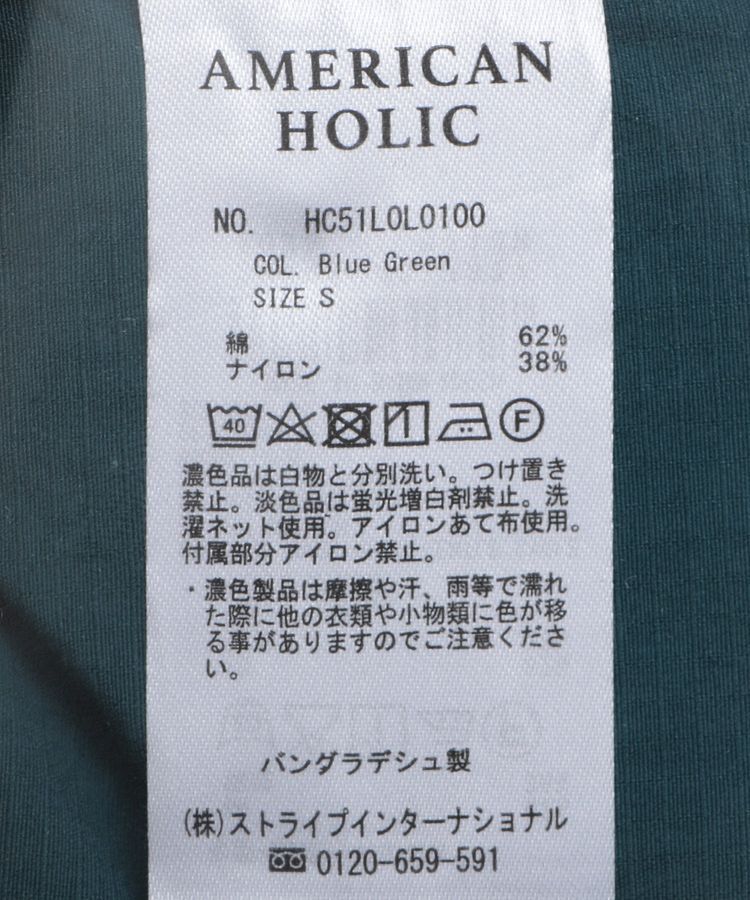 AMERICAN
HOLIC
NO. HC51L0L0100
COL. Blue Green
SIZE S
綿 62%
ナイロン 38%
40 F
濃色品は白物と分別洗い。つけ置き
禁止。淡色品は蛍光増白剤禁止。洗
濯ネット使用。アイロンあて布使用。
付属部分アイロン禁止。
・濃色製品は摩擦や汗、雨等で濡れ
た際に他の衣類や小物類に色が移
る事がありますのでご注意くださ
い。
バングラデシュ製
(株)ストライプインターナショナル
0120-659-591